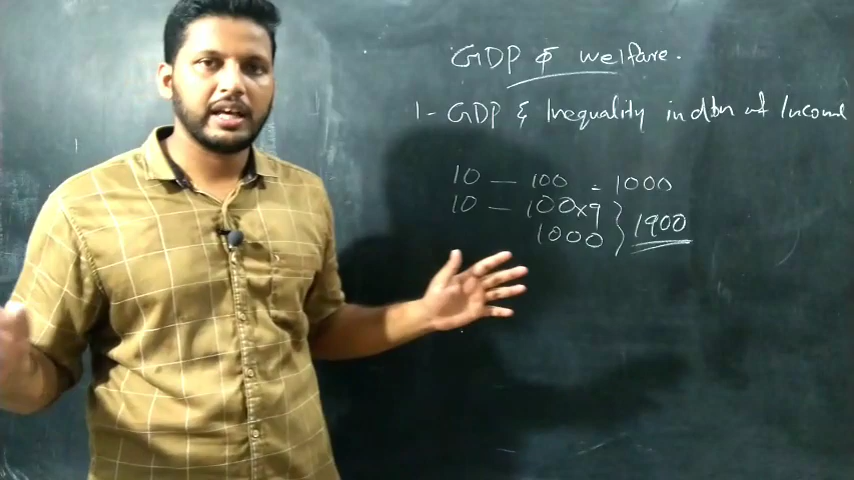 GDP & welfare.
1- GDP & Inequality in dbn of Income
10 — 100 = 1000
10 — 100x9
1000 } 1900